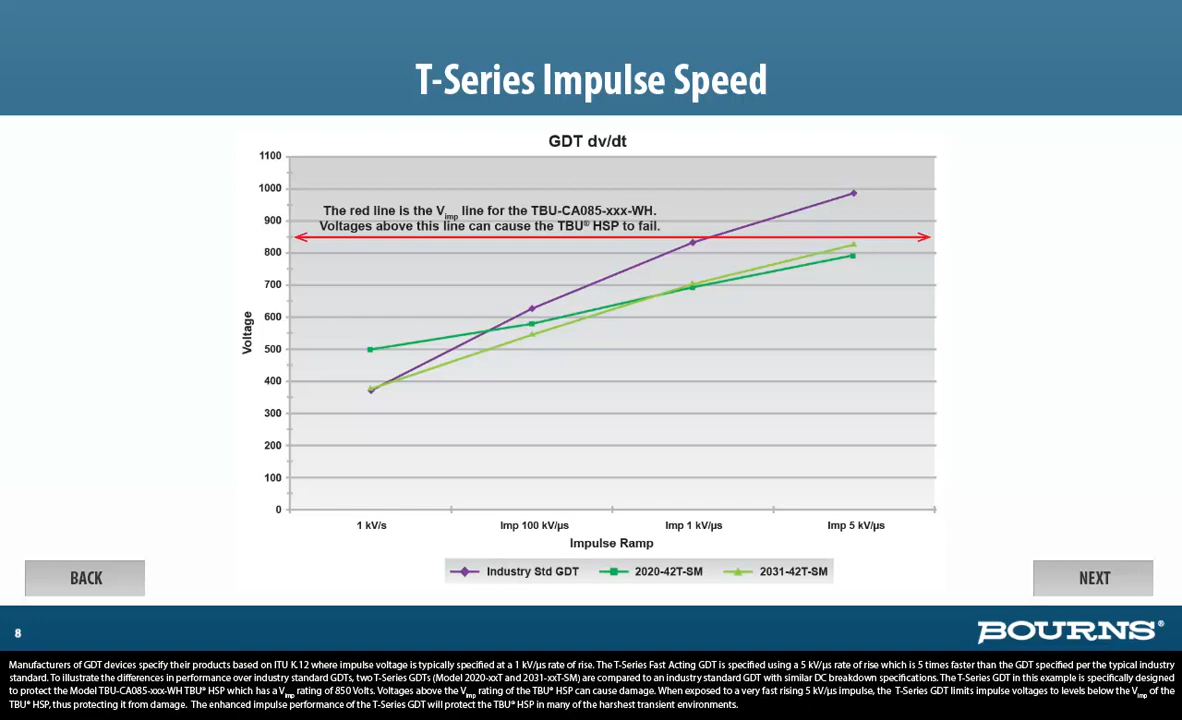 T-Series Impulse Speed
GDT dv/dt
1100
1000
900
800
700
600
500
400
300
200
100
0
Voltage
The red line is the Vimp line for the TBU-CA085-xxx-WH.
Voltages above this line can cause the TBU® HSP to fail.
1 kV/s
Imp 100 kV/µs
Imp 1 kV/µs
Imp 5 kV/µs
Impulse Ramp
Industry Std GDT
2020-42T-SM
2031-42T-SM
BACK
NEXT
8
BOURNS®
Manufacturers of GDT devices specify their products based on ITU K.12 where impulse voltage is typically specified at a 1 kV/µs rate of rise. The T-Series Fast Acting GDT is specified using a 5 kV/µs rate of rise which is 5 times faster than the GDT specified per the typical industry
standard. To illustrate the differences in performance over industry standard GDTs, two T-Series GDTs (Model 2020-xxT and 2031-xxT-SM) are compared to an industry standard GDT with similar DC breakdown specifications. The T-Series GDT in this example is specifically designed
to protect the Model TBU-CA085-xxx-WH TBU® HSP which has a Vimp rating of 850 Volts. Voltages above the Vimp rating of the TBU® HSP can cause damage. When exposed to a very fast rising 5 kV/µs impulse, the T-Series GDT limits impulse voltages to levels below the Vimp of the
TBU® HSP, thus protecting it from damage. The enhanced impulse performance of the T-Series GDT will protect the TBU® HSP in many of the harshest transient environments.